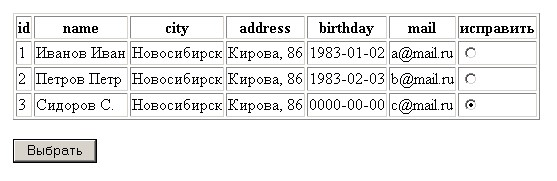 id name city address birthday mail исправить
1 Иванов Иван Новосибирск Кирова, 86 1983-01-02 a@mail.ru
2 Петров Петр Новосибирск Кирова, 86 1983-02-03 b@mail.ru
3 Сидоров С. Новосибирск Кирова, 86 0000-00-00 c@mail.ru
Выбрать